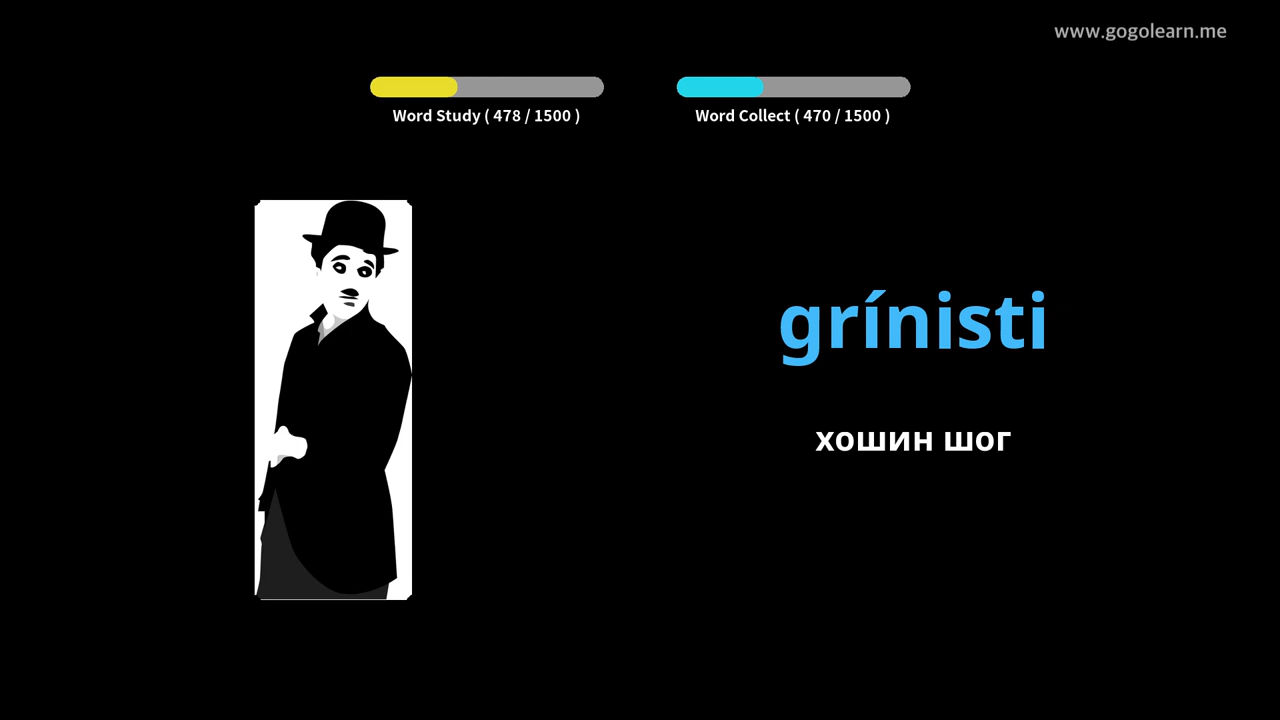 www.gogolearn.me
Word Study ( 478 / 1500 )
Word Collect ( 470 / 1500 )
grínisti
хошин шог